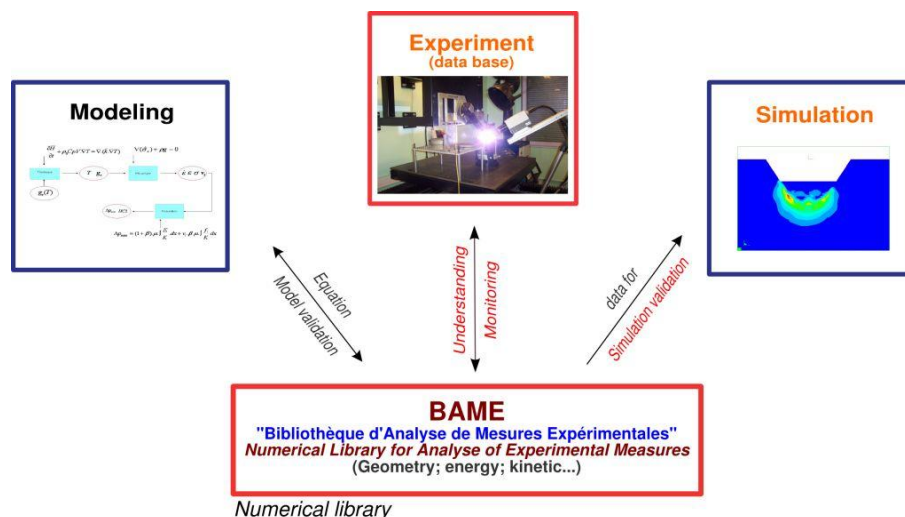 Experiment
(data base)
Modeling
Simulation
Equation
Model validation
Understanding
Monitoring
data for
Simulation validation
BAME
"Bibliothèque d'Analyse de Mesures Expérimentales"
Numerical Library for Analyse of Experimental Measures
(Geometry; energy; kinetic...)
Numerical library